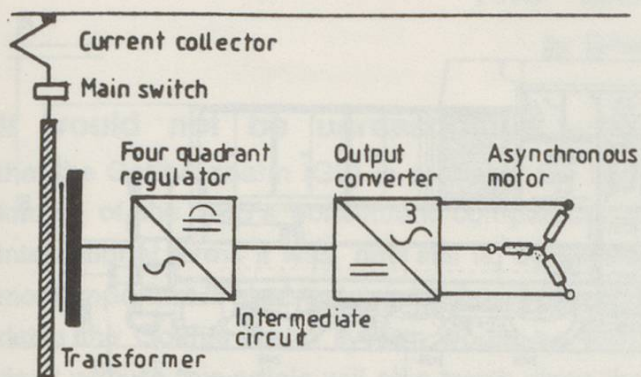 Current collector
Main switch
Four quadrant
regulator
Output
converter
Asynchronous
motor
3
Intermediate
circuit
Transformer